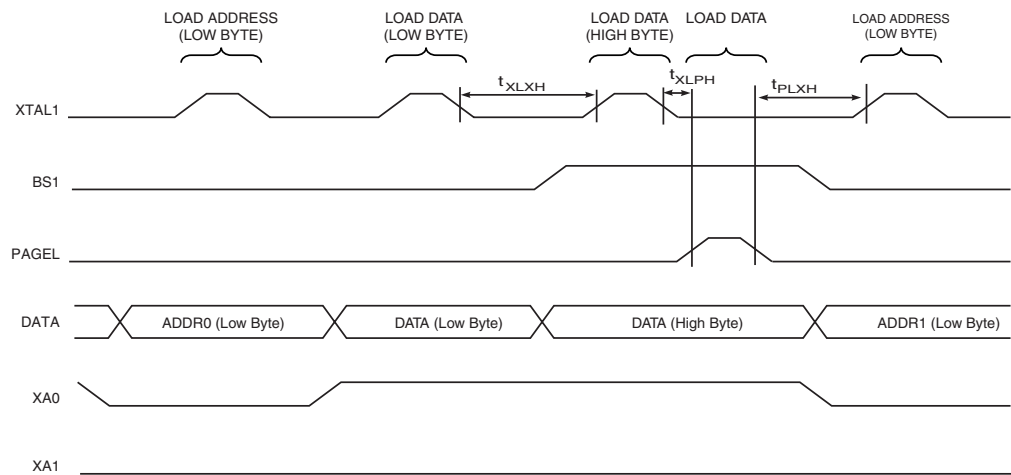 LOAD ADDRESS
(LOW BYTE)
LOAD DATA
(LOW BYTE)
LOAD DATA
(HIGH BYTE)
LOAD DATA
LOAD ADDRESS
(LOW BYTE)
XTAL1
tXLXH
tXLPH
tPLXH
BS1
PAGEL
DATA
ADDR0 (Low Byte)
DATA (Low Byte)
DATA (High Byte)
ADDR1 (Low Byte)
XA0
XA1